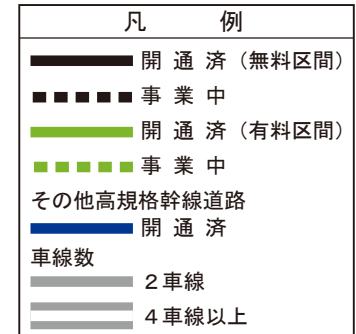 凡 例
開 通 済（無料区間）
事 業 中
開 通 済（有料区間）
事 業 中
その他高規格幹線道路
開 通 済
車線数
２車線
４車線以上